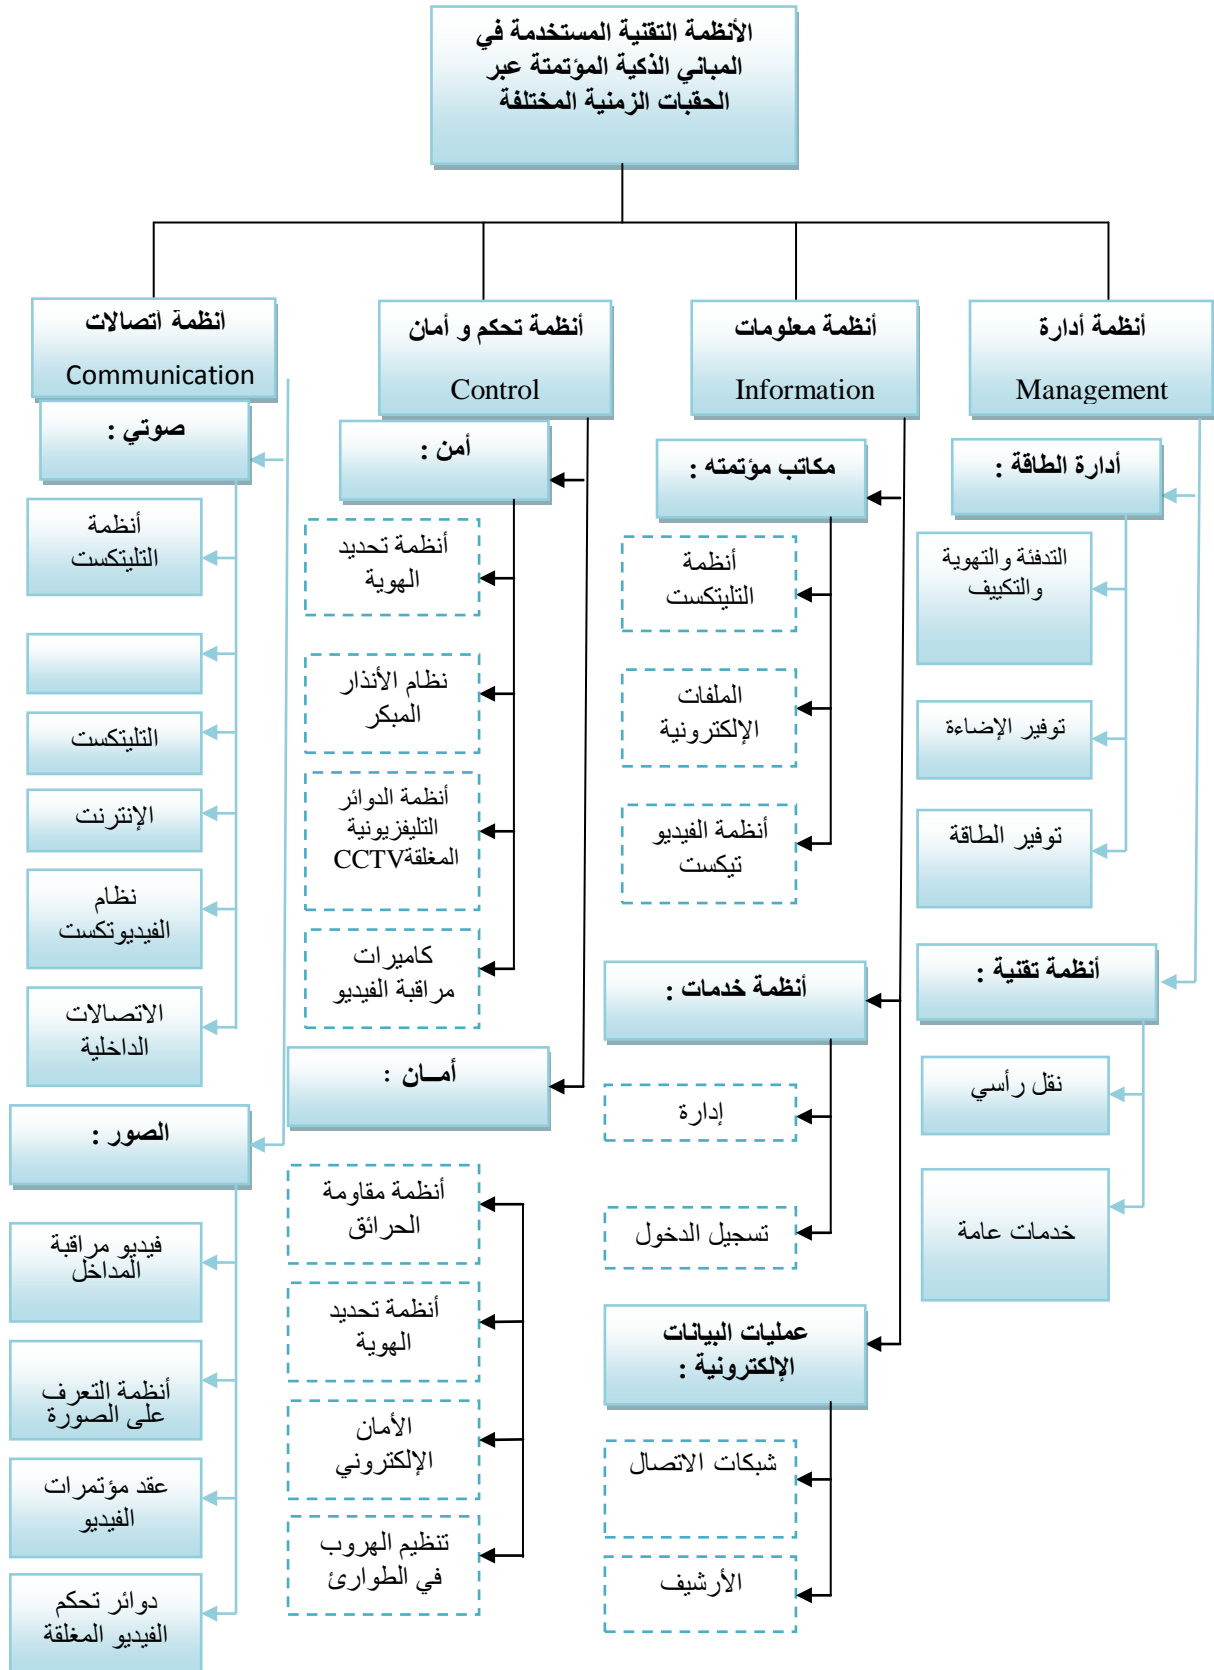 الأنظمة التقنية المستخدمة في
المباني الذكية المؤتمتة عبر
الحقبات الزمنية المختلفة
أنظمة أدارة
Management
أدارة الطاقة :
التدفئة والتهوية
والتكييف
توفير الإضاءة
توفير الطاقة
أنظمة تقنية :
نقل رأسي
خدمات عامة
أنظمة معلومات
Information
مكاتب مؤتمته :
أنظمة
التليتكست
الملفات
الإلكترونية
أنظمة الفيديو
تيكست
أنظمة خدمات :
إدارة
تسجيل الدخول
عمليات البيانات
الإلكترونية :
شبكات الاتصال
الأرشيف
أنظمة تحكم و أمان
Control
أمن :
أنظمة تحديد
الهوية
نظام الأنذار
المبكر
أنظمة الدوائر
التليفزيونية
المغلقةCCTV
كاميرات
مراقبة الفيديو
أمــان :
أنظمة مقاومة
الحرائق
أنظمة تحديد
الهوية
الأمان
الإلكتروني
تنظيم الهروب
في الطوارئ
أنظمة أتصالات
Communication
صوتي :
أنظمة
التليتكست
التليتكست
الإنترنت
نظام
الفيديوتكست
الاتصالات
الداخلية
الصور :
فيديو مراقبة
المداخل
أنظمة التعرف
على الصورة
عقد مؤتمرات
الفيديو
دوائر تحكم
الفيديو المغلقة